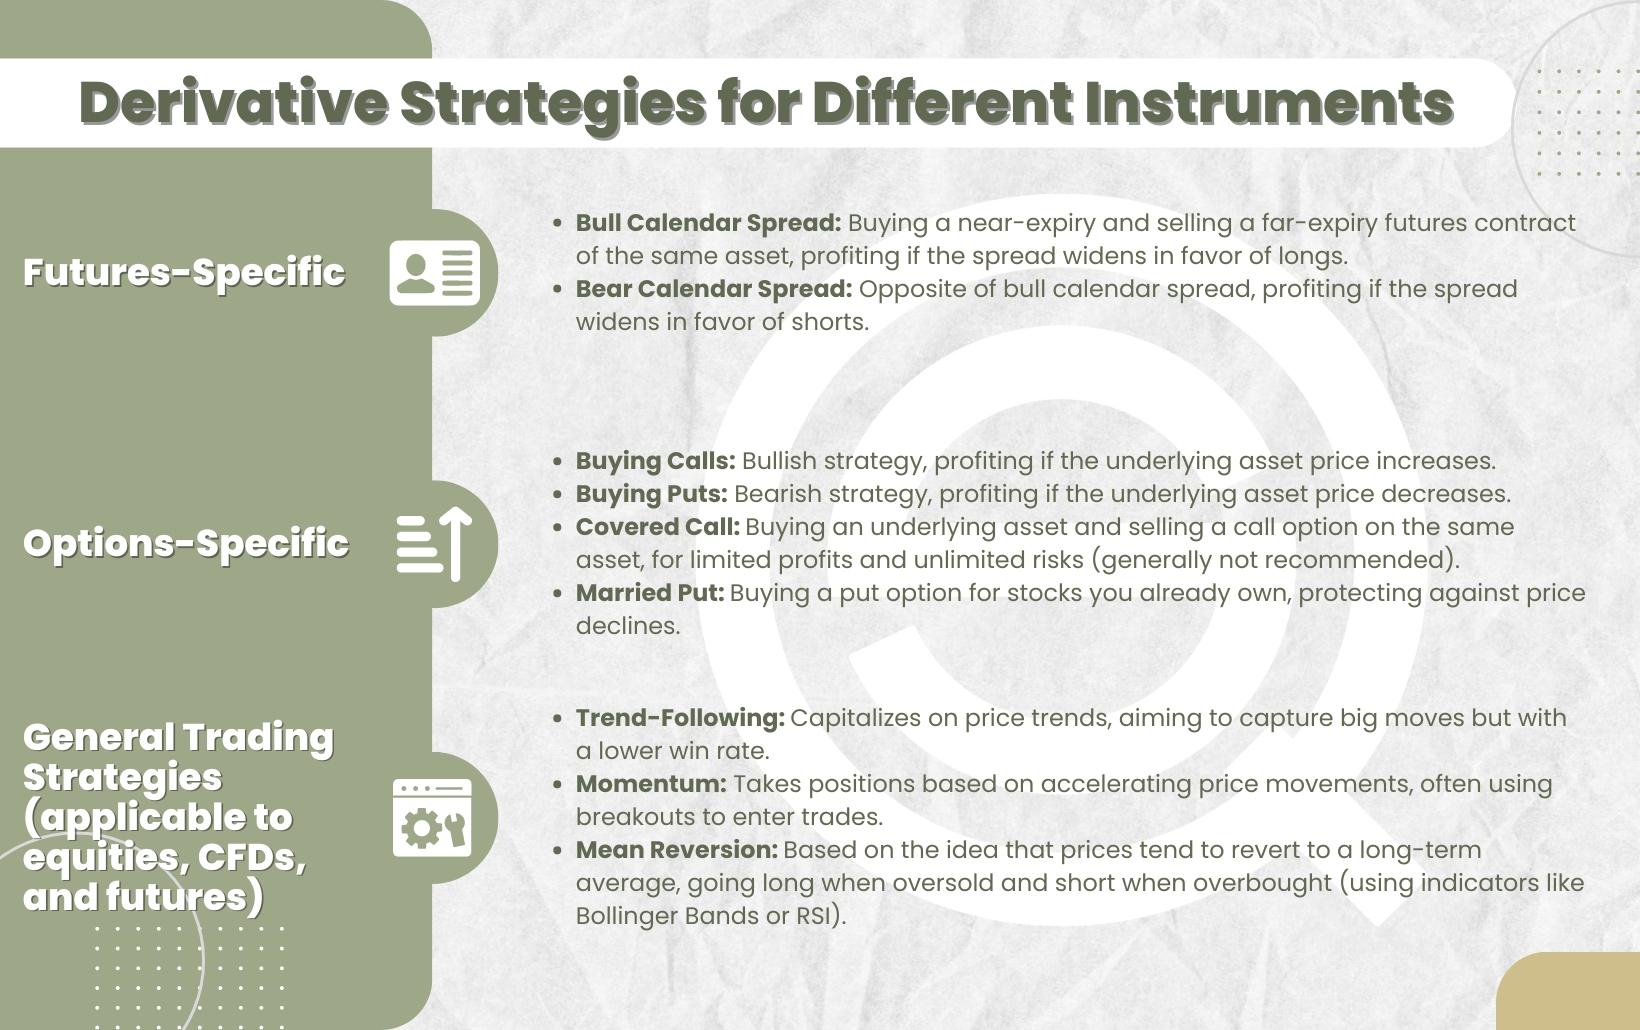 Derivative Strategies for Different Instruments
Futures-Specific
• Bull Calendar Spread: Buying a near-expiry and selling a far-expiry futures contract
of the same asset, profiting if the spread widens in favor of longs.
• Bear Calendar Spread: Opposite of bull calendar spread, profiting if the spread
widens in favor of shorts.
Options-Specific
• Buying Calls: Bullish strategy, profiting if the underlying asset price increases.
• Buying Puts: Bearish strategy, profiting if the underlying asset price decreases.
• Covered Call: Buying an underlying asset and selling a call option on the same
asset, for limited profits and unlimited risks (generally not recommended).
• Married Put: Buying a put option for stocks you already own, protecting against price
declines.
General Trading
Strategies
(applicable to
equities, CFDs,
and futures)
• Trend-Following: Capitalizes on price trends, aiming to capture big moves but with
a lower win rate.
• Momentum: Takes positions based on accelerating price movements, often using
breakouts to enter trades.
• Mean Reversion: Based on the idea that prices tend to revert to a long-term
average, going long when oversold and short when overbought (using indicators like
Bollinger Bands or RSI).